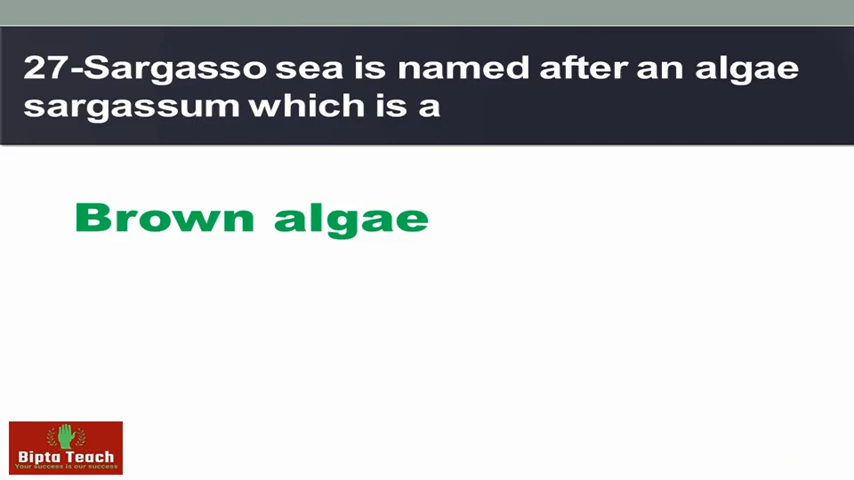 27-Sargasso sea is named after an algae
sargassum which is a
Brown algae
Bipta Teach
Your success is our success